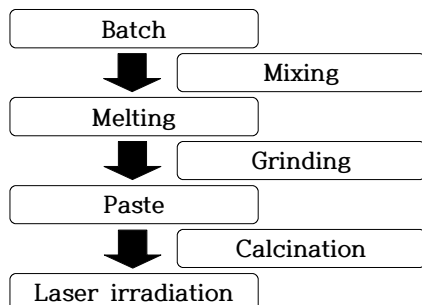 Batch
Mixing
Melting
Grinding
Paste
Calcination
Laser irradiation